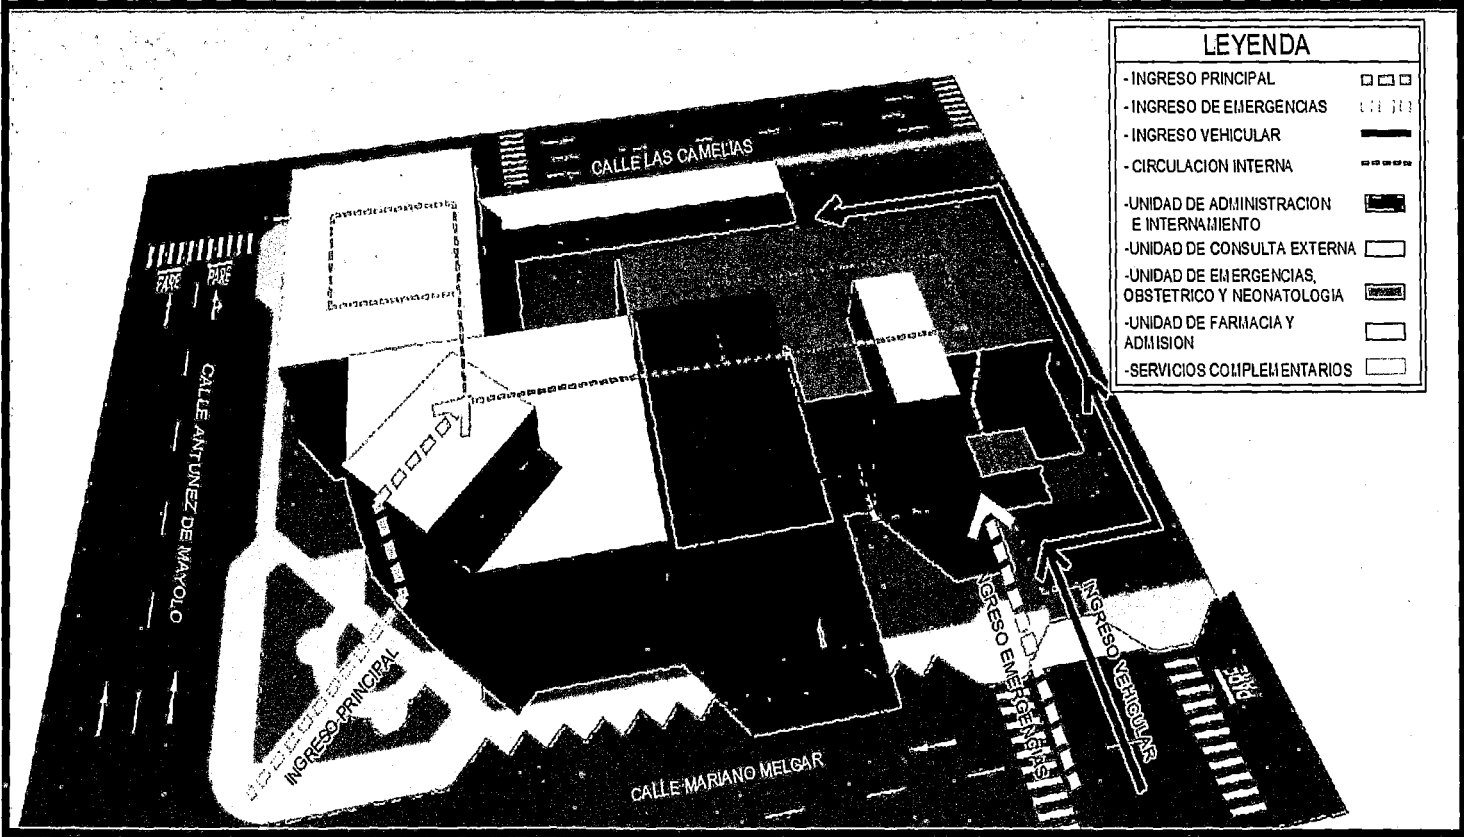 LEYENDA
- INGRESO PRINCIPAL
- INGRESO DE EMERGENCIAS
- INGRESO VEHICULAR
- CIRCULACION INTERNA
-UNIDAD DE ADMINISTRACION
E INTERNAMIENTO
-UNIDAD DE CONSULTA EXTERNA
-UNIDAD DE EMERGENCIAS,
OBSTETRICO Y NEONATOLOGIA
-UNIDAD DE FARMACIA Y
ADMISION
-SERVICIOS COMPLEMENTARIOS
CALLE LAS CAMELIAS
PARE
PARE
CALLE ANTUNEZ DE MAYOLO
INGRESO PRINCIPAL
CALLE MARIANO MELGAR
INGRESO EMERGENCIAS
INGRESO VEHICULAR
PARE